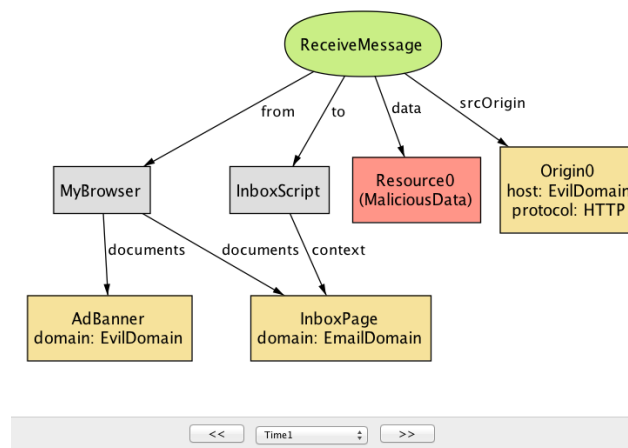 ReceiveMessage
from
to
data
srcOrigin
MyBrowser
InboxScript
Resource0
(MaliciousData)
Origin0
host: EvilDomain
protocol: HTTP
documents
documents
context
AdBanner
domain: EvilDomain
InboxPage
domain: EmailDomain
<<
Time1
>>